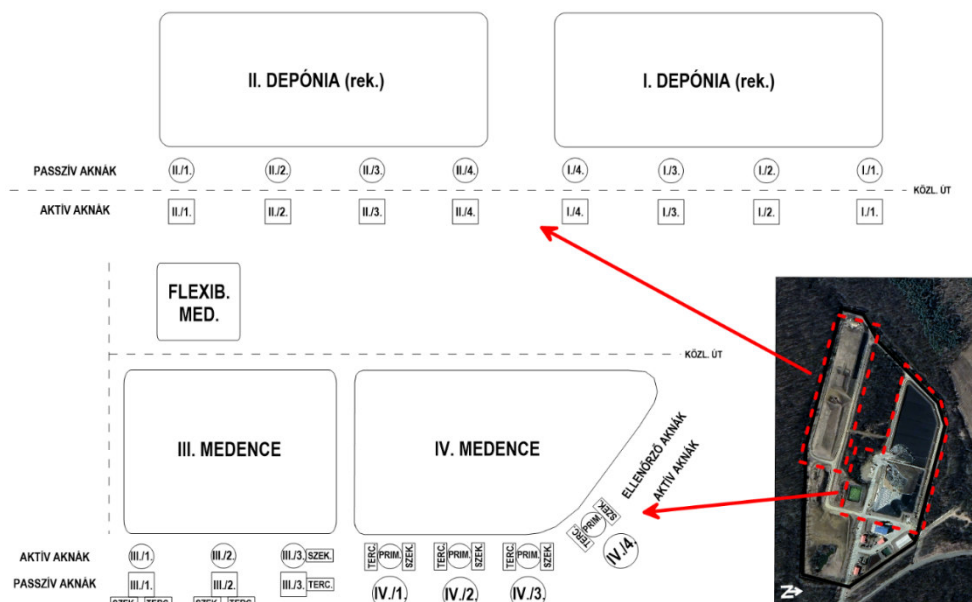 II. DEPÓNIA (rek.)
I. DEPÓNIA (rek.)
PASSZÍV AKNÁK
II./1.
II./2.
II./3.
II./4.
I./4.
I./3.
I./2.
I./1.
KÖZL. ÚT
AKTÍV AKNÁK
II./1.
II./2.
II./3.
II./4.
I./4.
I./3.
I./2.
I./1.
FLEXIB.
MED.
KÖZL. ÚT
III. MEDENCE
IV. MEDENCE
ELLENŐRZŐ AKNÁK
AKTÍV AKNÁK
TERC.
PRIM.
SZEK.
IV./4.
AKTÍV AKNÁK
III./1.
III./2.
III./3.
SZEK.
TERC.
PRIM.
SZEK.
TERC.
PRIM.
SZEK.
TERC.
PRIM.
SZEK.
PASSZÍV AKNÁK
III./1.
III./2.
III./3.
TERC.
IV./1.
IV./2.
IV./3.
SZEK.
TERC.
SZEK.
TERC.
Z